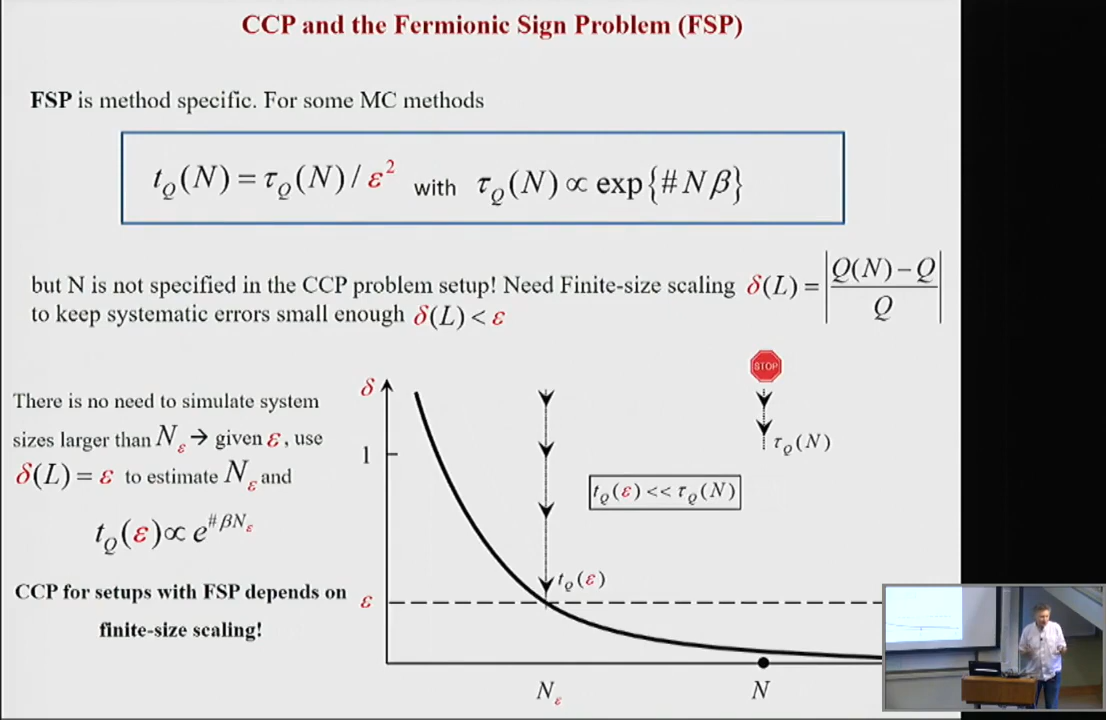 CCP and the Fermionic Sign Problem (FSP)
FSP is method specific. For some MC methods
t_Q(N) = τ_Q(N) / ε² with τ_Q(N) ∝ exp{#Nβ}
but N is not specified in the CCP problem setup! Need Finite-size scaling δ(L) = |(Q(N) − Q) / Q|
to keep systematic errors small enough δ(L) < ε
There is no need to simulate system
sizes larger than N_ε → given ε, use
δ(L) = ε to estimate N_ε and
t_Q(ε) ∝ e^{#βN_ε}
CCP for setups with FSP depends on
finite-size scaling!
δ
1
ε
STOP
τ_Q(N)
t_Q(ε) << τ_Q(N)
t_Q(ε)
N_ε
N